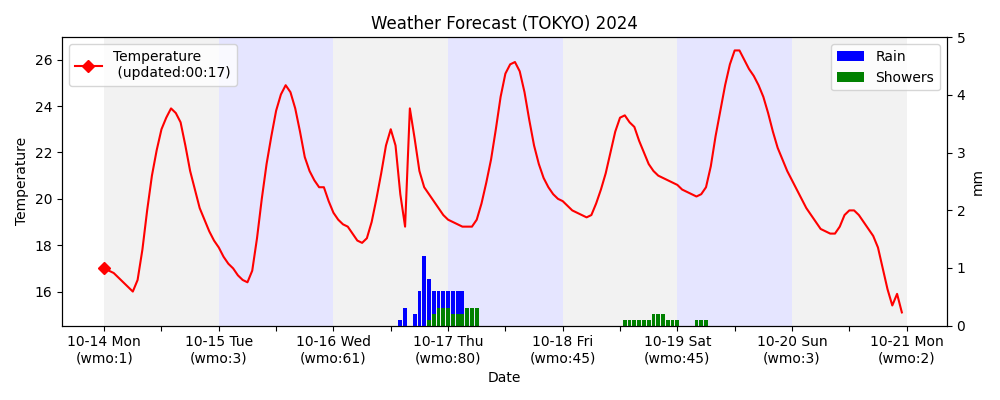 Weather Forecast (TOKYO) 2024
Temperature
(updated:00:17)
Rain
Showers
Temperature
26
24
22
20
18
16
5
4
3
2
1
0
mm
10-14 Mon
(wmo:1)
10-15 Tue
(wmo:3)
10-16 Wed
(wmo:61)
10-17 Thu
(wmo:80)
10-18 Fri
(wmo:45)
10-19 Sat
(wmo:45)
10-20 Sun
(wmo:3)
10-21 Mon
(wmo:2)
Date